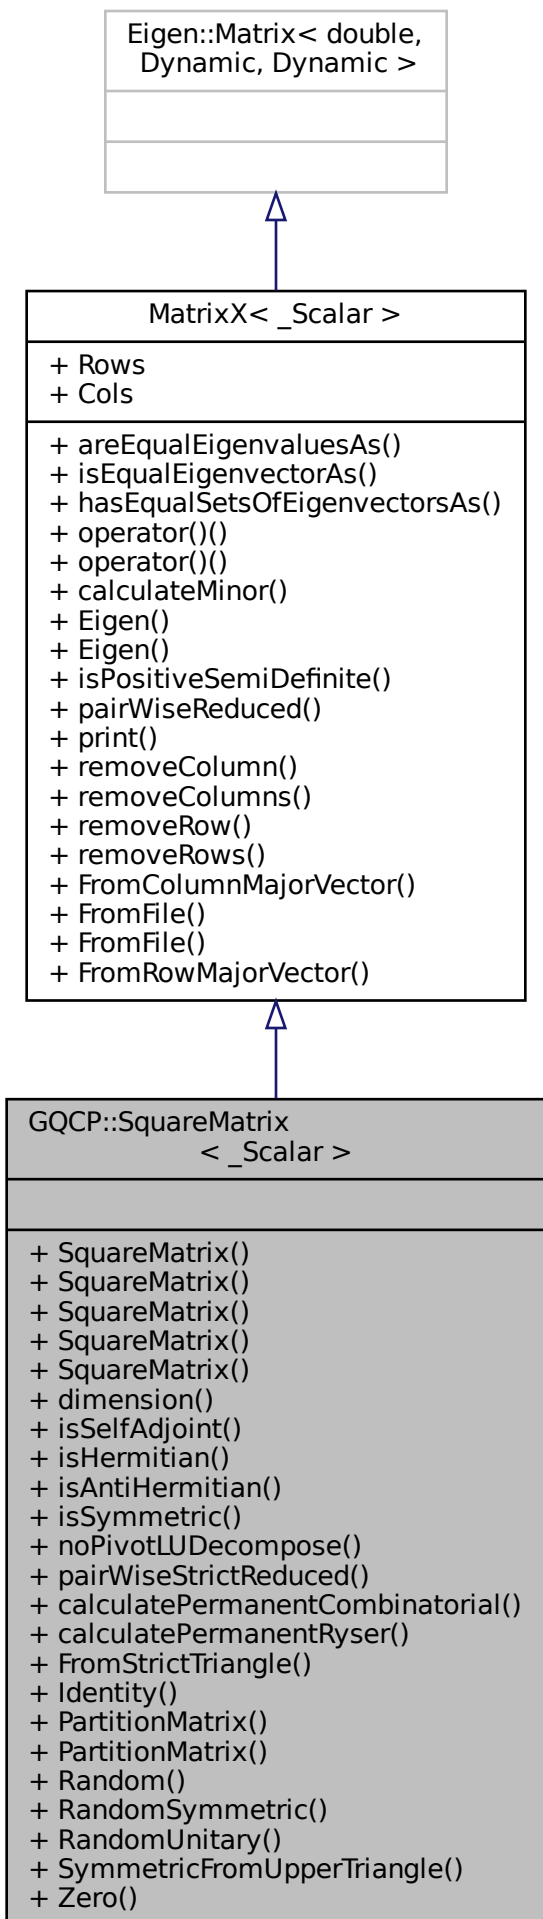 Eigen::Matrix< double,
Dynamic, Dynamic >
MatrixX< _Scalar >
+ Rows
+ Cols
+ areEqualEigenvaluesAs()
+ isEqualEigenvectorAs()
+ hasEqualSetsOfEigenvectorsAs()
+ operator()()
+ operator()()
+ calculateMinor()
+ Eigen()
+ Eigen()
+ isPositiveSemiDefinite()
+ pairWiseReduced()
+ print()
+ removeColumn()
+ removeColumns()
+ removeRow()
+ removeRows()
+ FromColumnMajorVector()
+ FromFile()
+ FromFile()
+ FromRowMajorVector()
GQCP::SquareMatrix
< _Scalar >
+ SquareMatrix()
+ SquareMatrix()
+ SquareMatrix()
+ SquareMatrix()
+ SquareMatrix()
+ dimension()
+ isSelfAdjoint()
+ isHermitian()
+ isAntiHermitian()
+ isSymmetric()
+ noPivotLUDecompose()
+ pairWiseStrictReduced()
+ calculatePermanentCombinatorial()
+ calculatePermanentRyser()
+ FromStrictTriangle()
+ Identity()
+ PartitionMatrix()
+ PartitionMatrix()
+ Random()
+ RandomSymmetric()
+ RandomUnitary()
+ SymmetricFromUpperTriangle()
+ Zero()